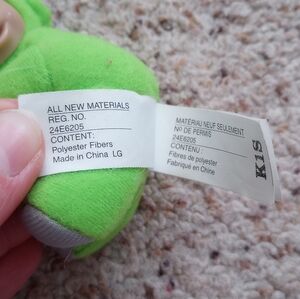 ALL NEW MATERIALS
REG. NO.
24E6205
CONTENT:
Polyester Fibers
Made in China LG
MATÉRIAU NEUF SEULEMENT
Nº DE PERMIS
24E6205
CONTENU:
Fibres de polyester
Fabriqué en Chine
K1S